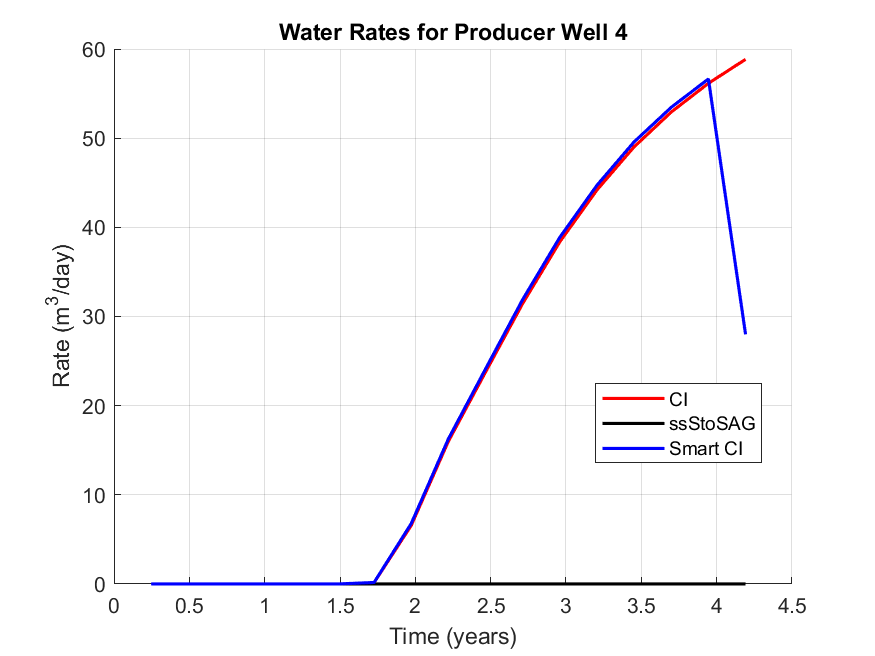 Water Rates for Producer Well 4
Rate (m³/day)
60
50
40
30
20
10
0
CI
ssStoSAG
Smart CI
0 0.5 1 1.5 2 2.5 3 3.5 4 4.5
Time (years)